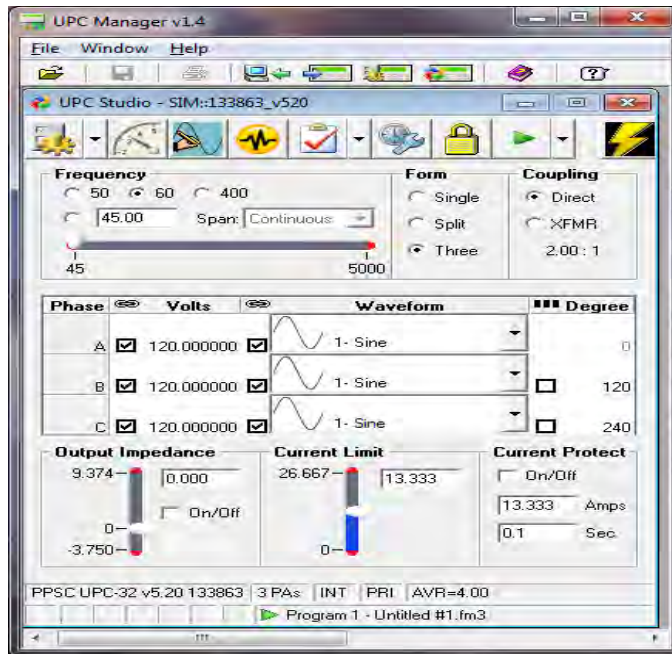 UPC Manager v1.4
File Window Help
UPC Studio - SIM::133863_v520
Frequency
50 60 400
45.00 Span: Continuous
45 5000
Form
Single
Split
Three
Coupling
Direct
XFMR
2.00 : 1
Phase Volts Waveform Degree
A 120.000000 1- Sine 0
B 120.000000 1- Sine 120
C 120.000000 1- Sine 240
Output Impedance
9.374 0.000
On/Off
0
-3.750
Current Limit
26.667 13.333
0
Current Protect
On/Off
13.333 Amps
0.1 Sec
PPSC UPC-32 v5.20 133863 3 PAs INT PRI AVR=4.00
Program 1 - Untitled #1.fm3